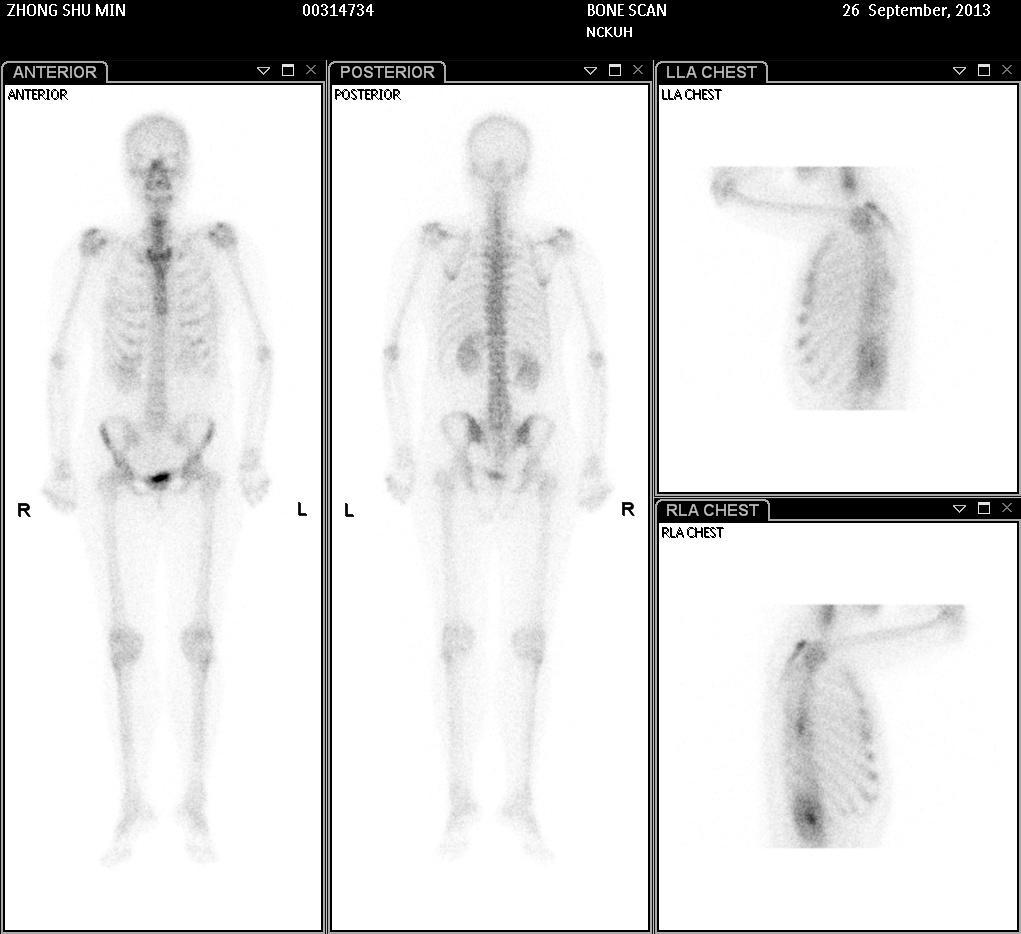 ZHONG SHU MIN 00314734 BONE SCAN 26 September, 2013
NCKUH
ANTERIOR
ANTERIOR
R L
POSTERIOR
POSTERIOR
L R
LLA CHEST
LLA CHEST
RLA CHEST
RLA CHEST